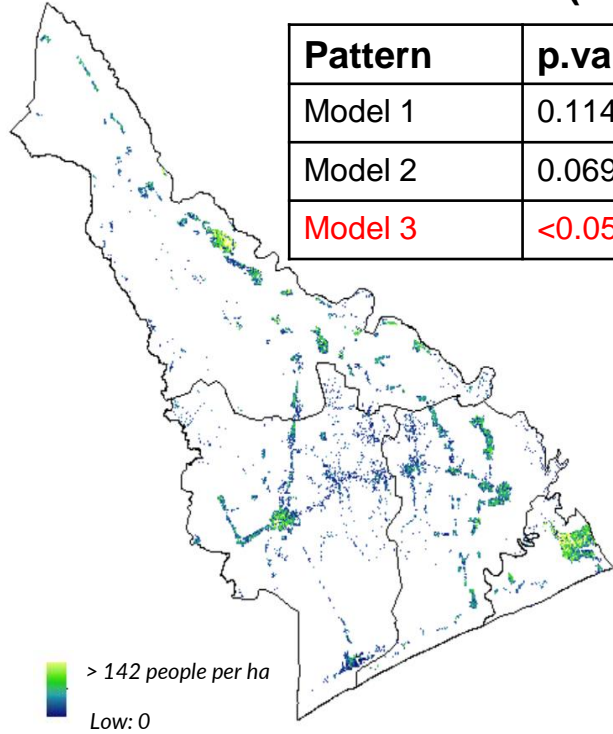 (
Pattern p.va
Model 1 0.114
Model 2 0.069
Model 3 <0.05
> 142 people per ha
Low: 0